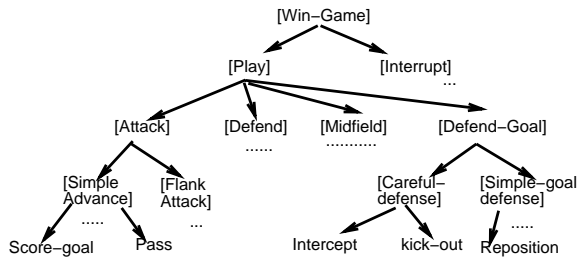 [Win–Game]
[Play] [Interrupt]
...
[Attack] [Defend] [Midfield] [Defend–Goal]
...... ...........
[Simple
Advance]
.....
[Flank
Attack]
...
[Careful–
defense]
[Simple–goal
defense]
.....
Score–goal Pass Intercept kick–out Reposition